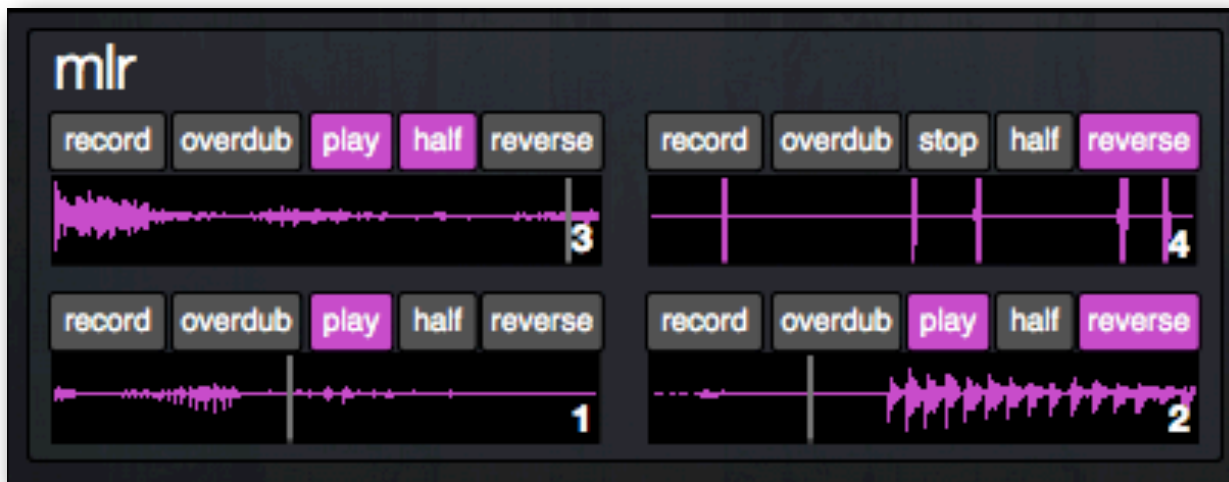 mlr
record overdub play half reverse record overdub stop half reverse
3 4
record overdub play half reverse record overdub play half reverse
1 2